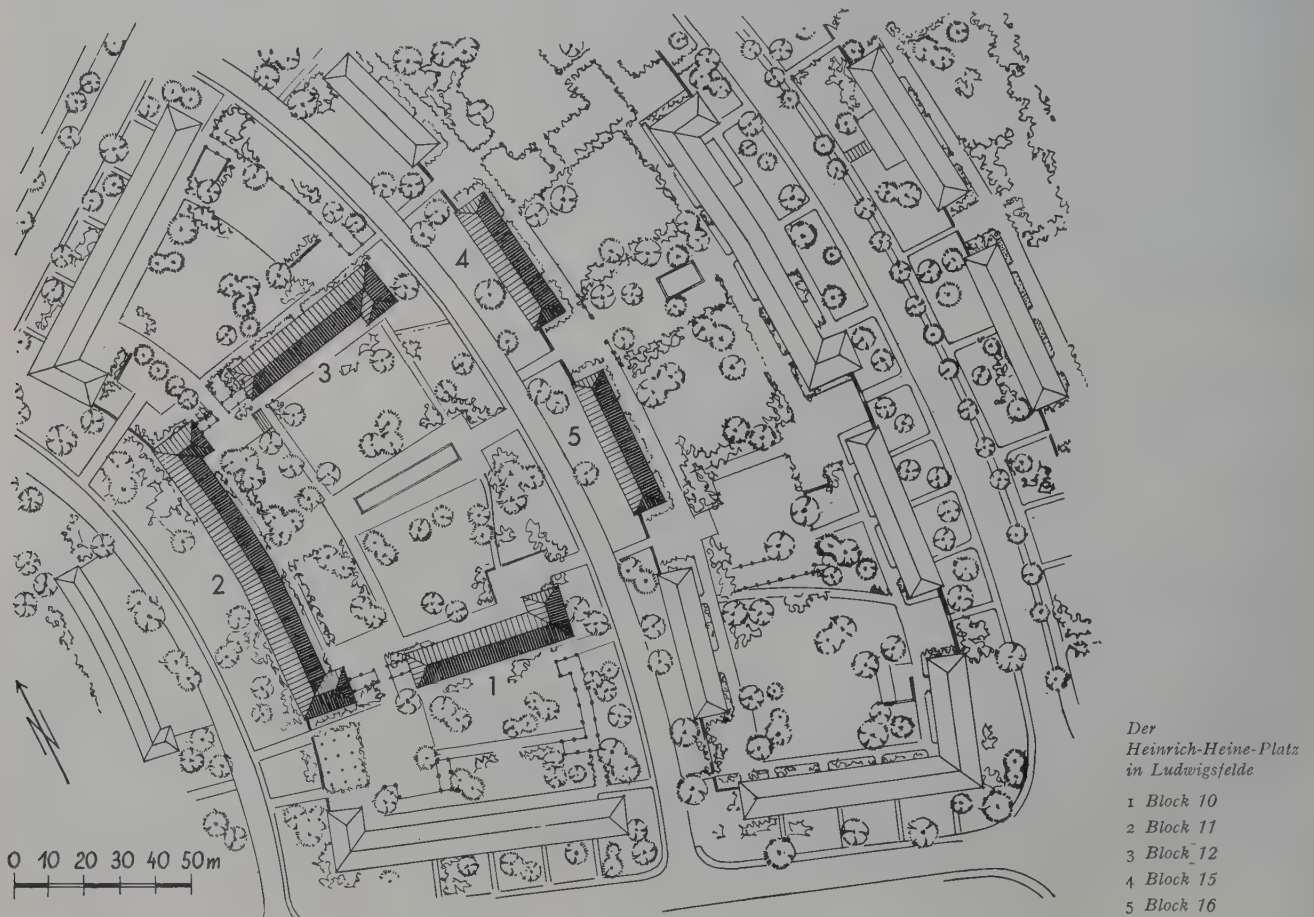 4
3
5
2
1
0 10 20 30 40 50m
Der
Heinrich-Heine-Platz
in Ludwigsfelde
1 Block 10
2 Block 11
3 Block 12
4 Block 15
5 Block 16